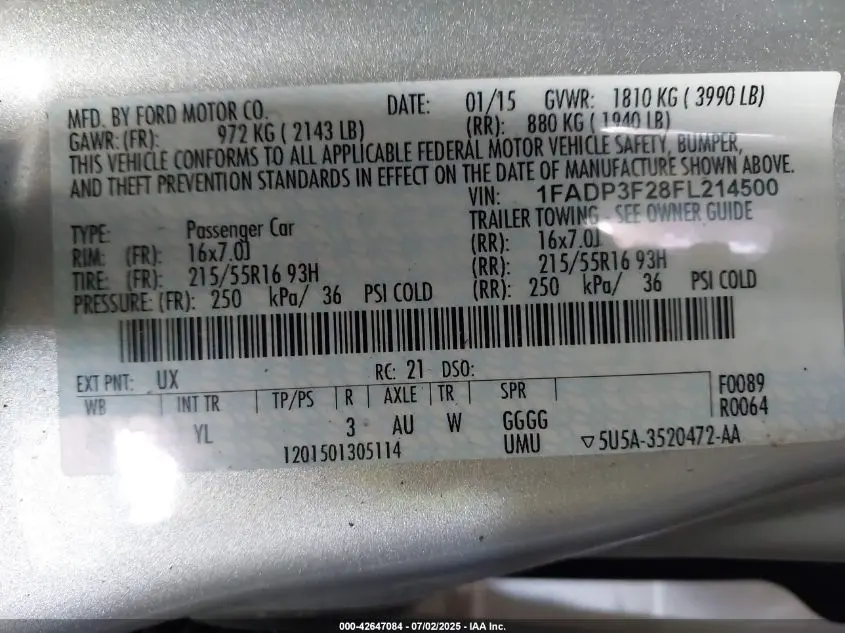 MFD. BY FORD MOTOR CO. DATE: 01/15 GVWR: 1810 KG ( 3990 LB)
GAWR: (FR): 972 KG ( 2143 LB) (RR): 880 KG ( 1940 LB)
THIS VEHICLE CONFORMS TO ALL APPLICABLE FEDERAL MOTOR VEHICLE SAFETY, BUMPER,
AND THEFT PREVENTION STANDARDS IN EFFECT ON THE DATE OF MANUFACTURE SHOWN ABOVE.
VIN: 1FADP3F28FL214500
TYPE: Passenger Car TRAILER TOWING - SEE OWNER GUIDE
RIM: (FR): 16x7.0J (RR): 16x7.0J
TIRE: (FR): 215/55R16 93H (RR): 215/55R16 93H
PRESSURE: (FR): 250 kPa/ 36 PSI COLD (RR): 250 kPa/ 36 PSI COLD
EXT PNT: UX RC: 21 DSO: F0089
WB INT TR TP/PS R AXLE TR SPR R0064
YL 3 AU W GGGG
1201501305114 UMU ▽5U5A-3520472-AA
000-42647084 - 07/02/2025 - IAA Inc.